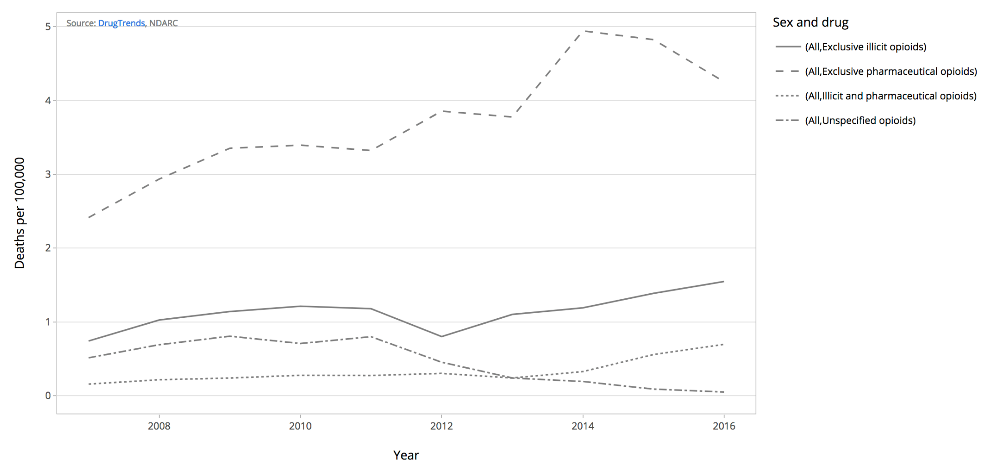 Source: DrugTrends, NDARC
5
4
3
2
1
0
Deaths per 100,000
2008
2010
2012
2014
2016
Year
Sex and drug
(All,Exclusive illicit opioids)
(All,Exclusive pharmaceutical opioids)
(All,Illicit and pharmaceutical opioids)
(All,Unspecified opioids)